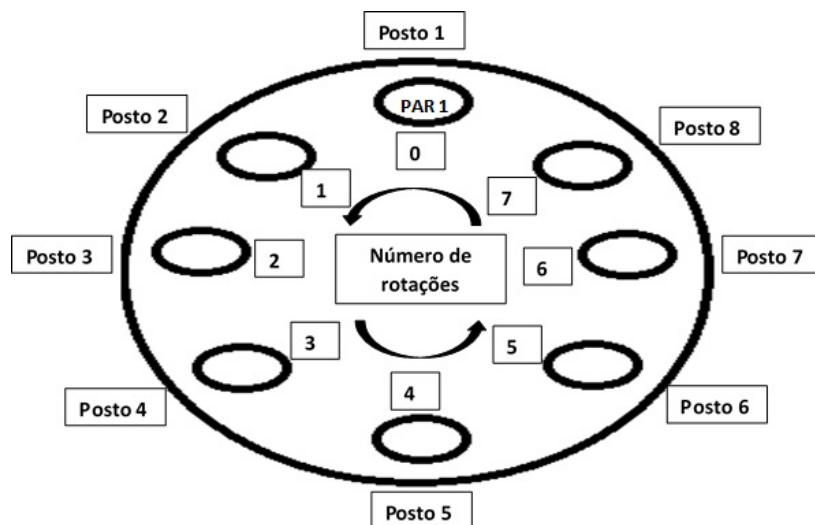 Posto 1
Posto 2
PAR 1
Posto 8
0
1
7
Posto 3
2
Número de
rotações
6
Posto 7
3
5
4
Posto 4
Posto 6
Posto 5